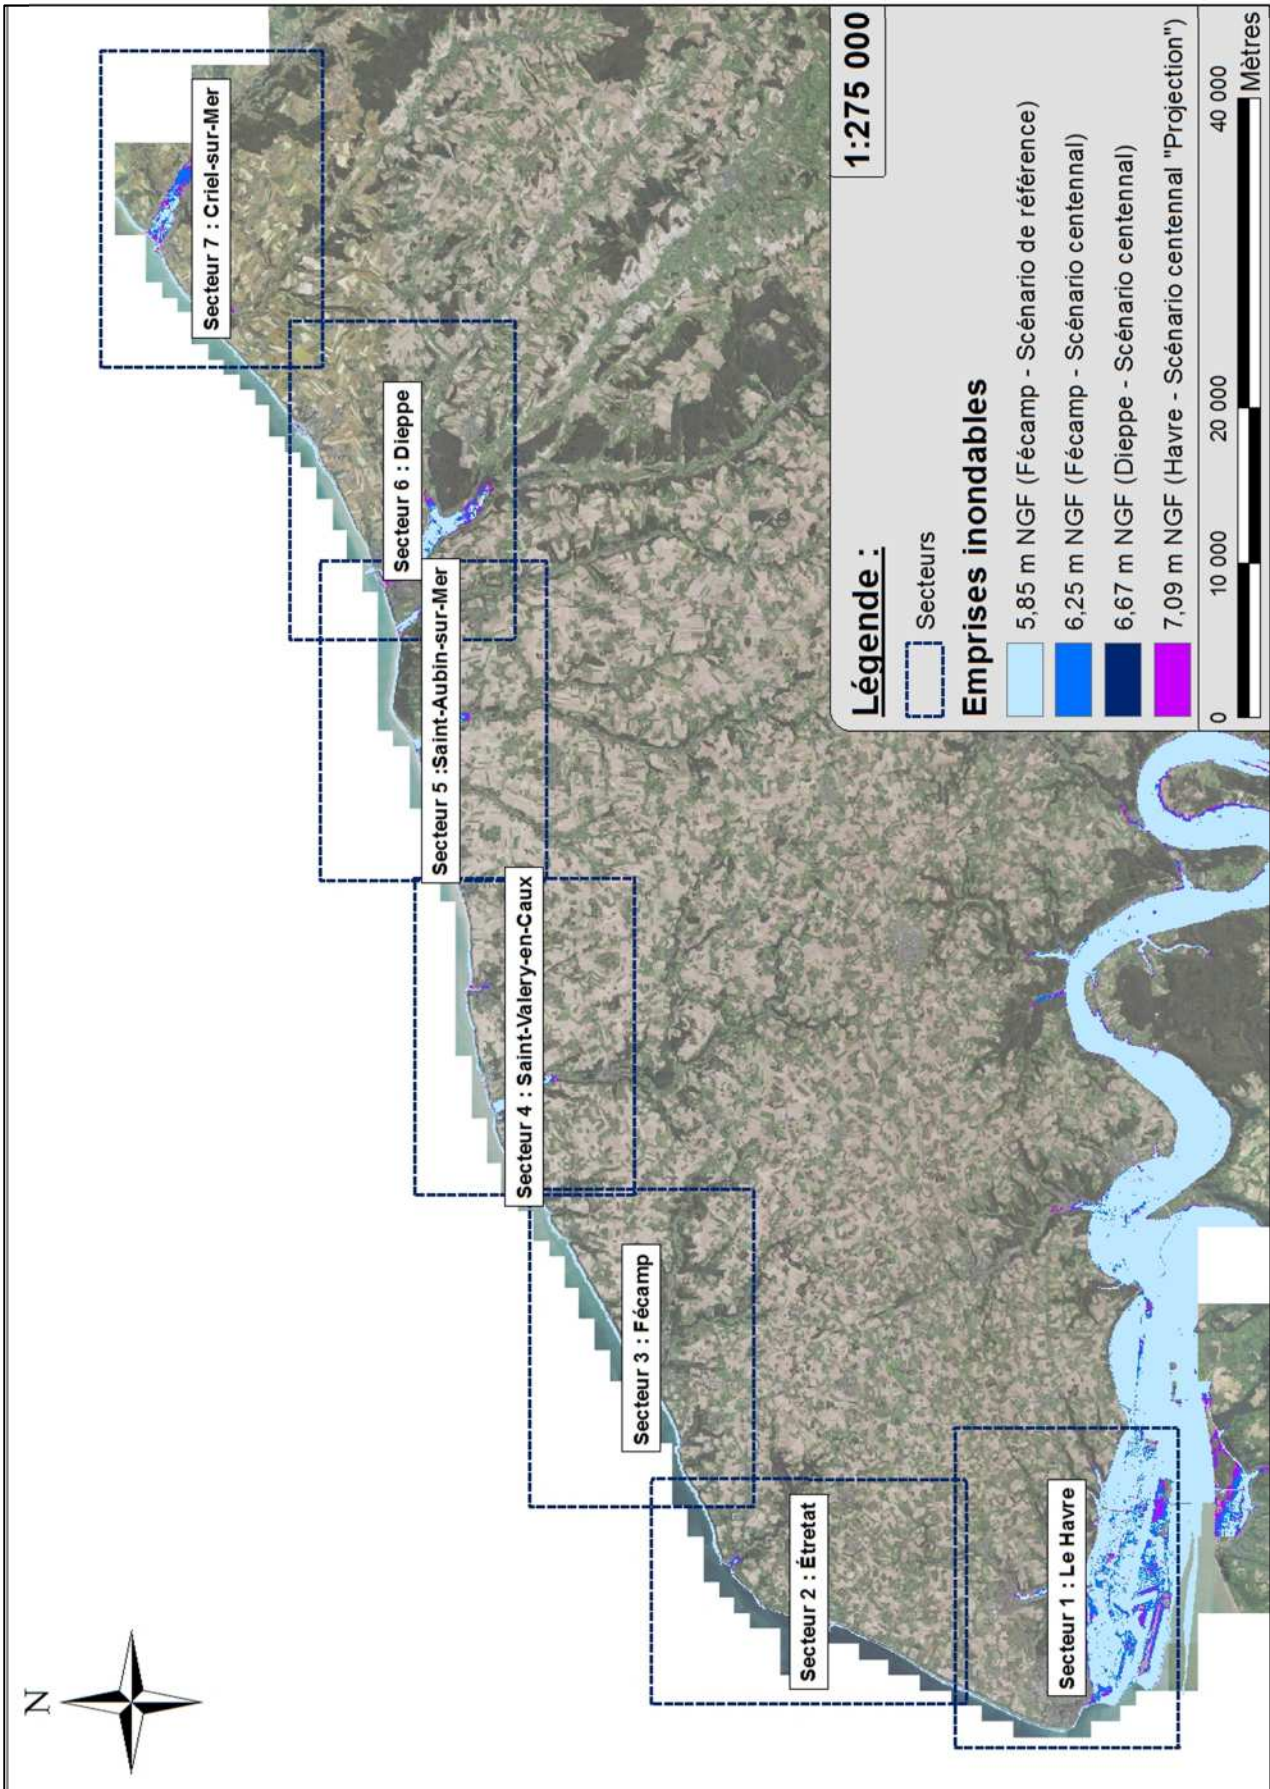 N
Secteur 7 : Criel-sur-Mer
Secteur 6 : Dieppe
Secteur 5 :Saint-Aubin-sur-Mer
Secteur 4 : Saint-Valery-en-Caux
Secteur 3 : Fécamp
Secteur 2 : Étretat
Secteur 1 : Le Havre
1:275 000
Légende :
Secteurs
Emprises inondables
5,85 m NGF (Fécamp - Scénario de référence)
6,25 m NGF (Fécamp - Scénario centennal)
6,67 m NGF (Dieppe - Scénario centennal)
7,09 m NGF (Havre - Scénario centennal "Projection")
0 10 000 20 000 40 000
Mètres